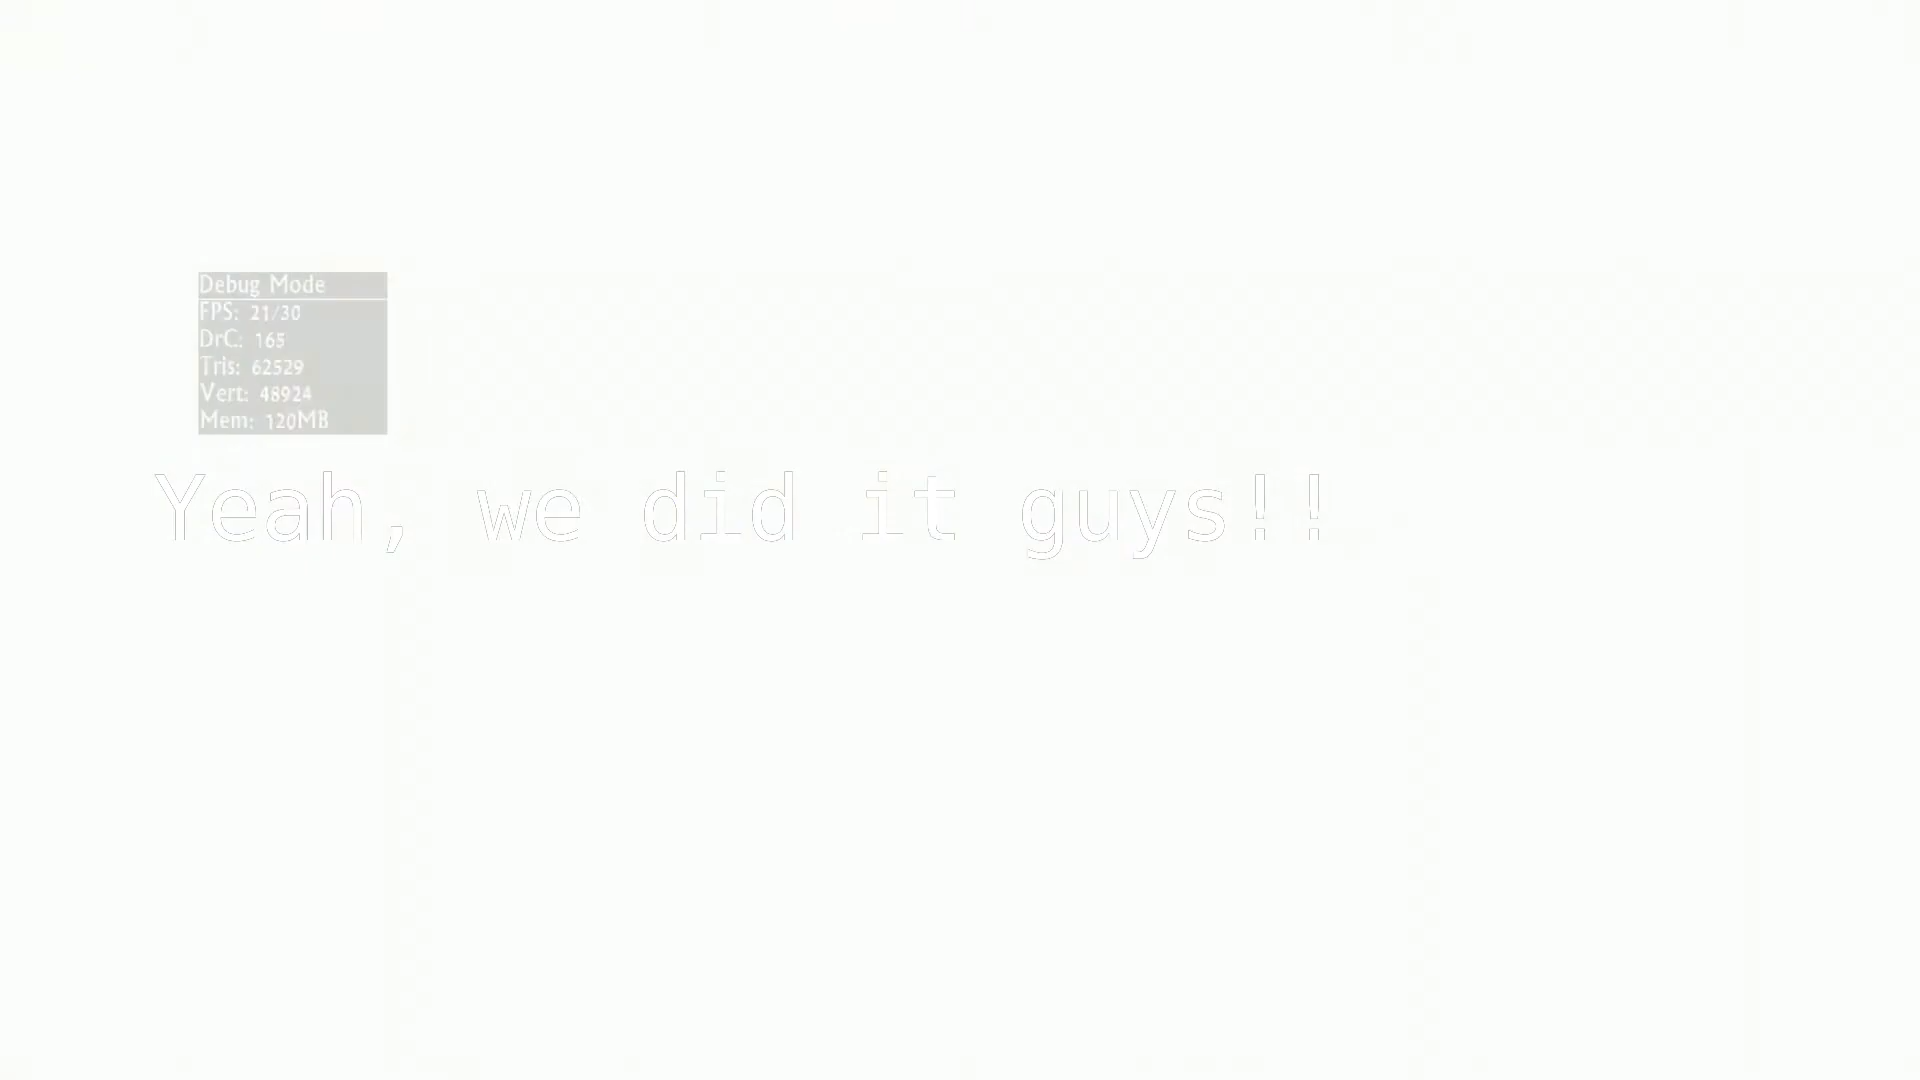 Debug Mode
FPS: 21/30
DrC: 165
Tris: 62529
Vert: 48924
Mem: 120MB
Yeah, we did it guys!!